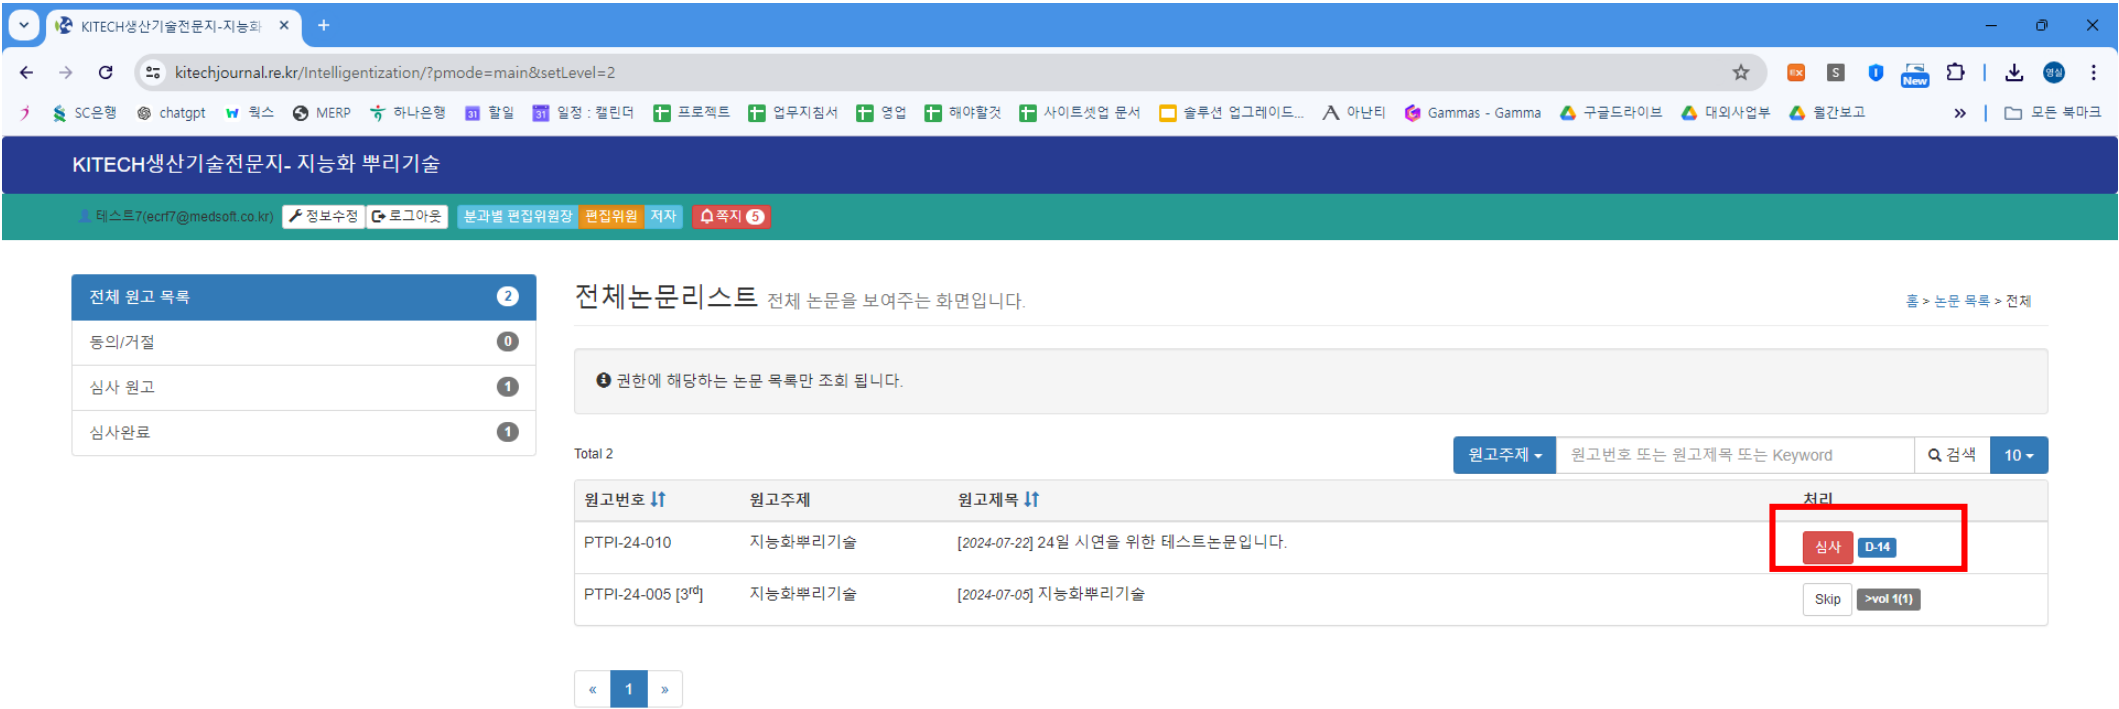 KITECH생산기술전문지-지능화
kitechjournal.re.kr/Intelligentization/?pmode=main&setLevel=2
EX S New 영실
SC은행 chatgpt 웍스 MERP 하나은행 31 할일 31 일정 : 캘린더 프로젝트 업무지침서 영업 해야할것 사이트셋업 문서 솔루션 업그레이드... 아난티 Gammas - Gamma 구글드라이브 대외사업부 월간보고 » 모든 북마크
KITECH생산기술전문지- 지능화 뿌리기술
테스트7(ecrf7@medsoft.co.kr) 정보수정 로그아웃 분과별 편집위원장 편집위원 저자 쪽지 5
전체 원고 목록 2
동의/거절 0
심사 원고 1
심사완료 1
전체논문리스트 전체 논문을 보여주는 화면입니다.
홈 > 논문 목록 > 전체
권한에 해당하는 논문 목록만 조회 됩니다.
Total 2
원고주제 원고번호 또는 원고제목 또는 Keyword 검색 10
원고번호 원고주제 원고제목 처리
PTPI-24-010 지능화뿌리기술 [2024-07-22] 24일 시연을 위한 테스트논문입니다. 심사 D-14
PTPI-24-005 [3rd] 지능화뿌리기술 [2024-07-05] 지능화뿌리기술 Skip >vol 1(1)
« 1 »